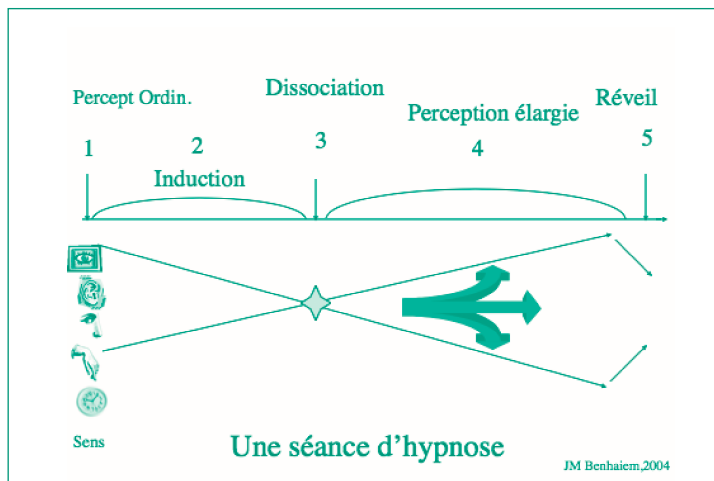 Percept Ordin.
Dissociation
Perception élargie
Réveil
1
2
3
4
5
Induction
Sens
Une séance d'hypnose
JM Benhaiem,2004